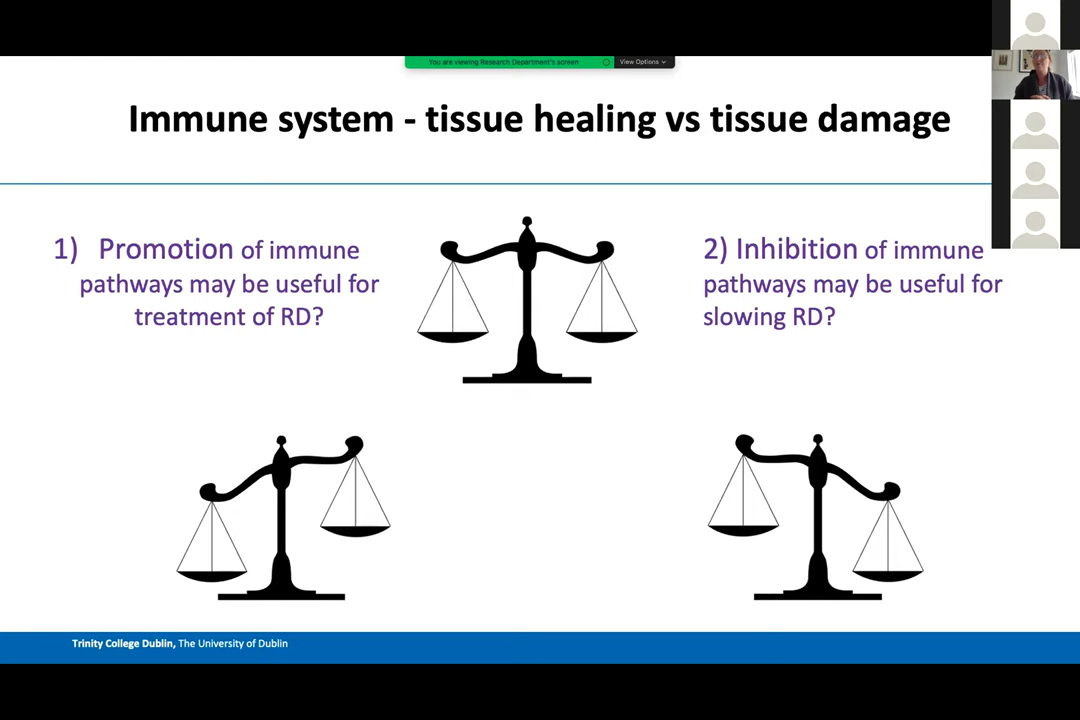 You are viewing Research Department's screen
View Options
Immune system - tissue healing vs tissue damage
1) Promotion of immune
pathways may be useful for
treatment of RD?
2) Inhibition of immune
pathways may be useful for
slowing RD?
Trinity College Dublin, The University of Dublin